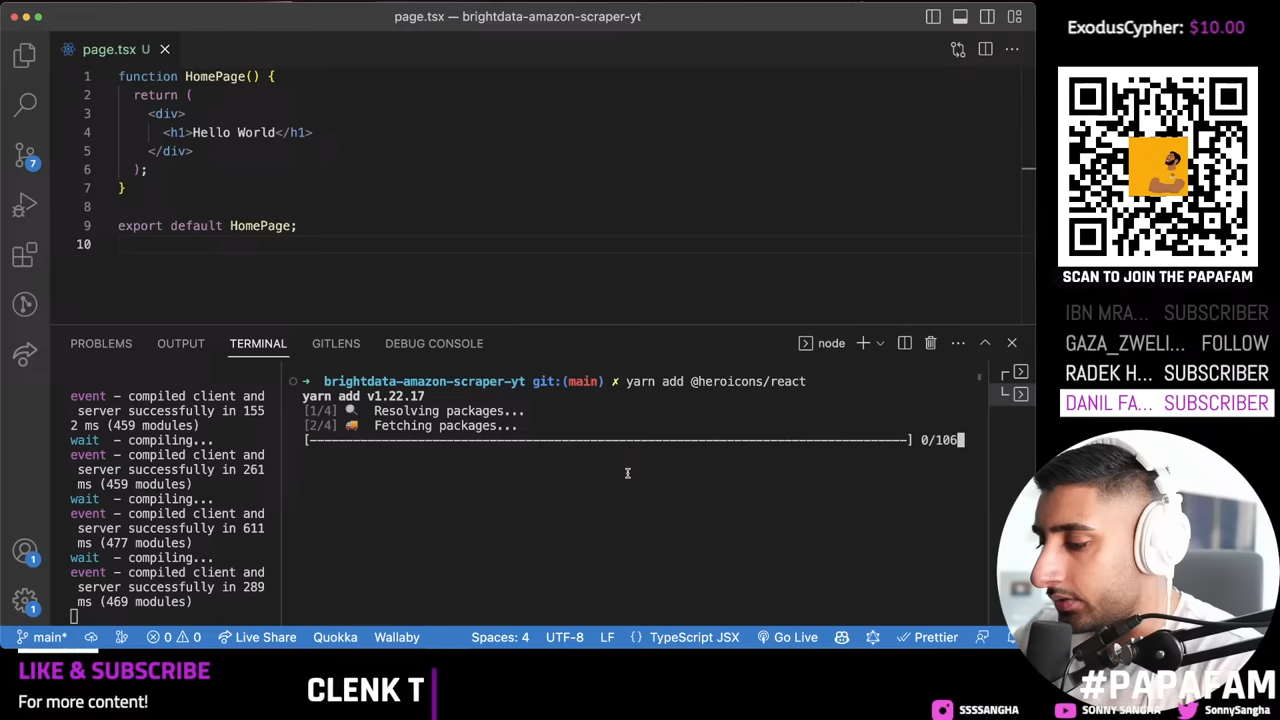 page.tsx — brightdata-amazon-scraper-yt
page.tsx U
1 function HomePage() {
2 return (
3 <div>
4 <h1>Hello World</h1>
5 </div>
6 );
7 }
8
9 export default HomePage;
10
7
1
1
PROBLEMS OUTPUT TERMINAL GITLENS DEBUG CONSOLE
node
event - compiled client and
server successfully in 155
2 ms (459 modules)
wait - compiling...
event - compiled client and
server successfully in 261
ms (459 modules)
wait - compiling...
event - compiled client and
server successfully in 611
ms (477 modules)
wait - compiling...
event - compiled client and
server successfully in 289
ms (469 modules)
brightdata-amazon-scraper-yt git:(main) ✗ yarn add @heroicons/react
yarn add v1.22.17
[1/4] 🔍 Resolving packages...
[2/4] 🚚 Fetching packages...
[----------------------------------------------------------------------------------] 0/106
main* 0 0 Live Share Quokka Wallaby Spaces: 4 UTF-8 LF {} TypeScript JSX Go Live Prettier
ExodusCypher: $10.00
SCAN TO JOIN THE PAPAFAM
IBN MRA... SUBSCRIBER
GAZA_ZWELI... FOLLOW
RADEK H... SUBSCRIBER
DANIL FA... SUBSCRIBER
LIKE & SUBSCRIBE
For more content!
CLENK T
#PAPAFAM
SSSSANGHA SONNY SANGHA SonnySangha